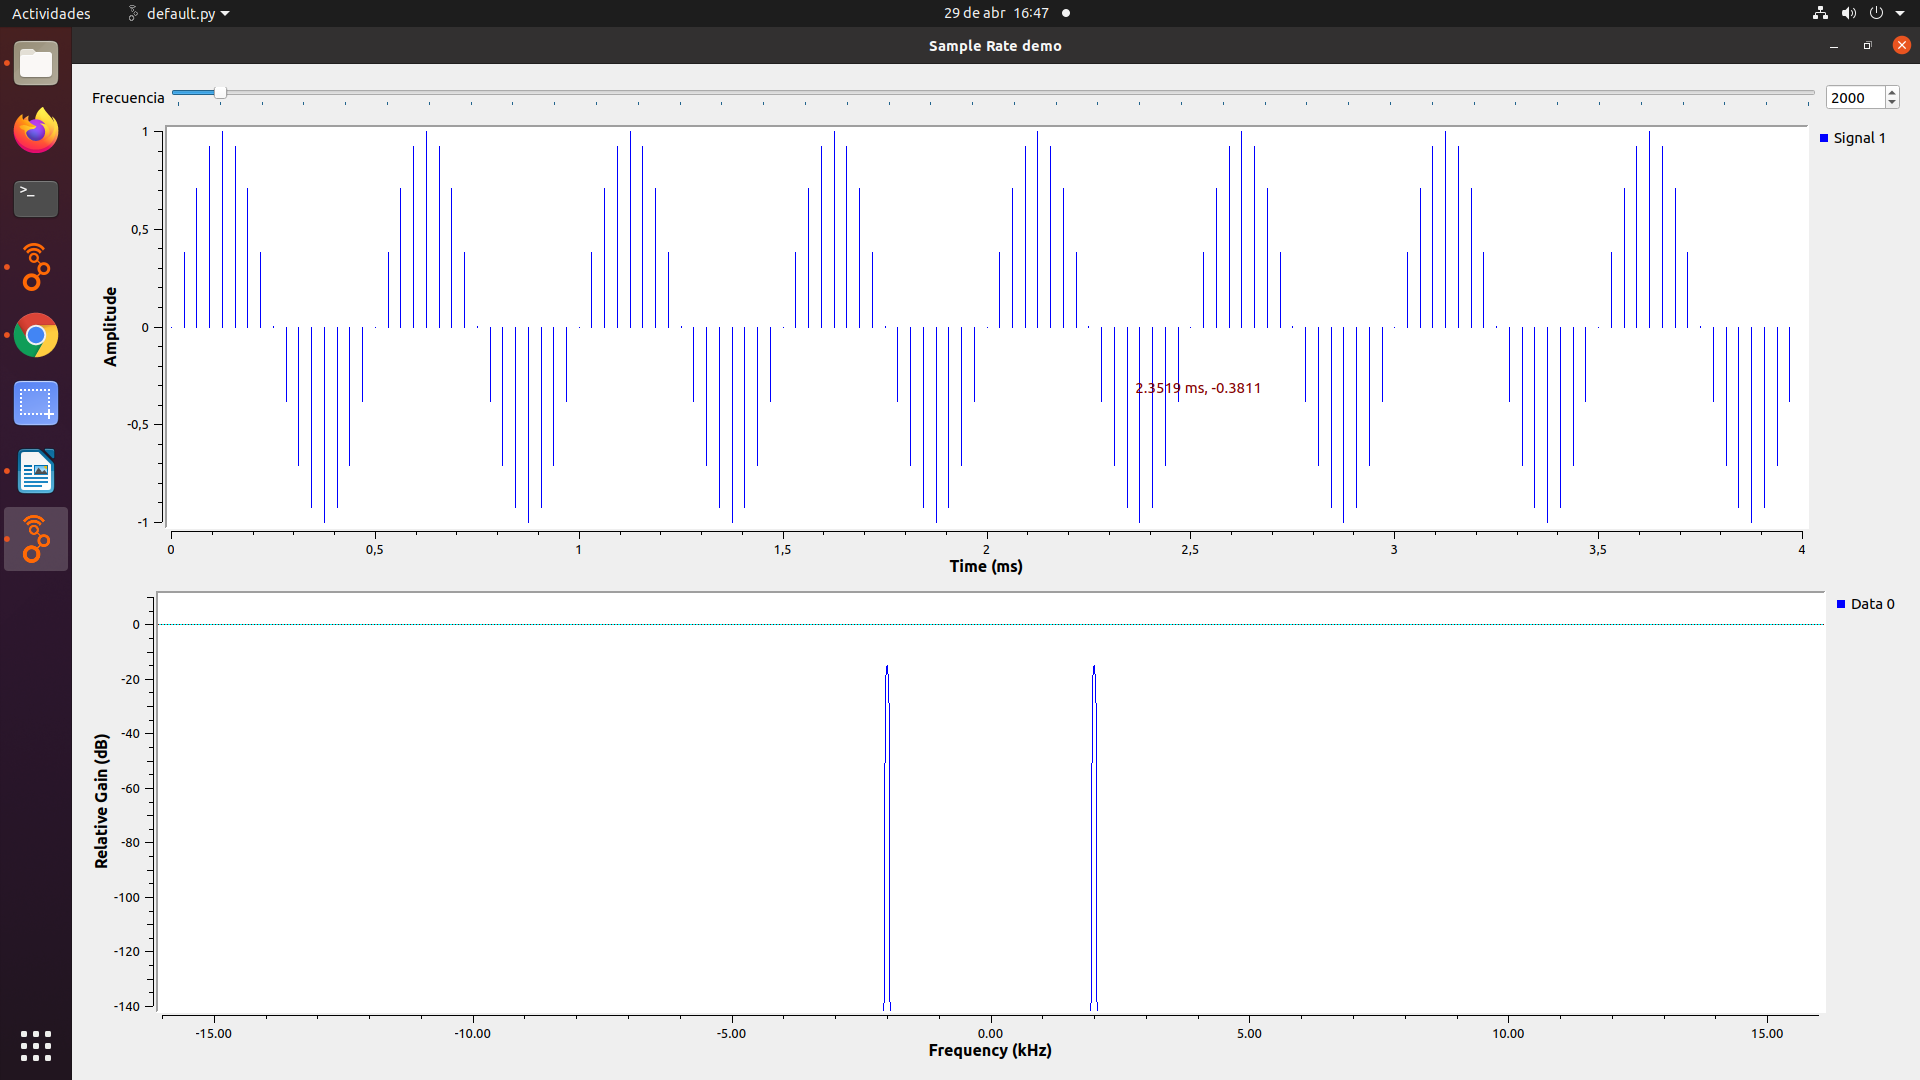 Actividades default.py 29 de abr 16:47
Sample Rate demo
Frecuencia 2000
Signal 1
Amplitude
1
0,5
0
-0,5
-1
2.3519 ms, -0.3811
0 0,5 1 1,5 2 2,5 3 3,5 4
Time (ms)
Data 0
Relative Gain (dB)
0
-20
-40
-60
-80
-100
-120
-140
-15.00 -10.00 -5.00 0.00 5.00 10.00 15.00
Frequency (kHz)